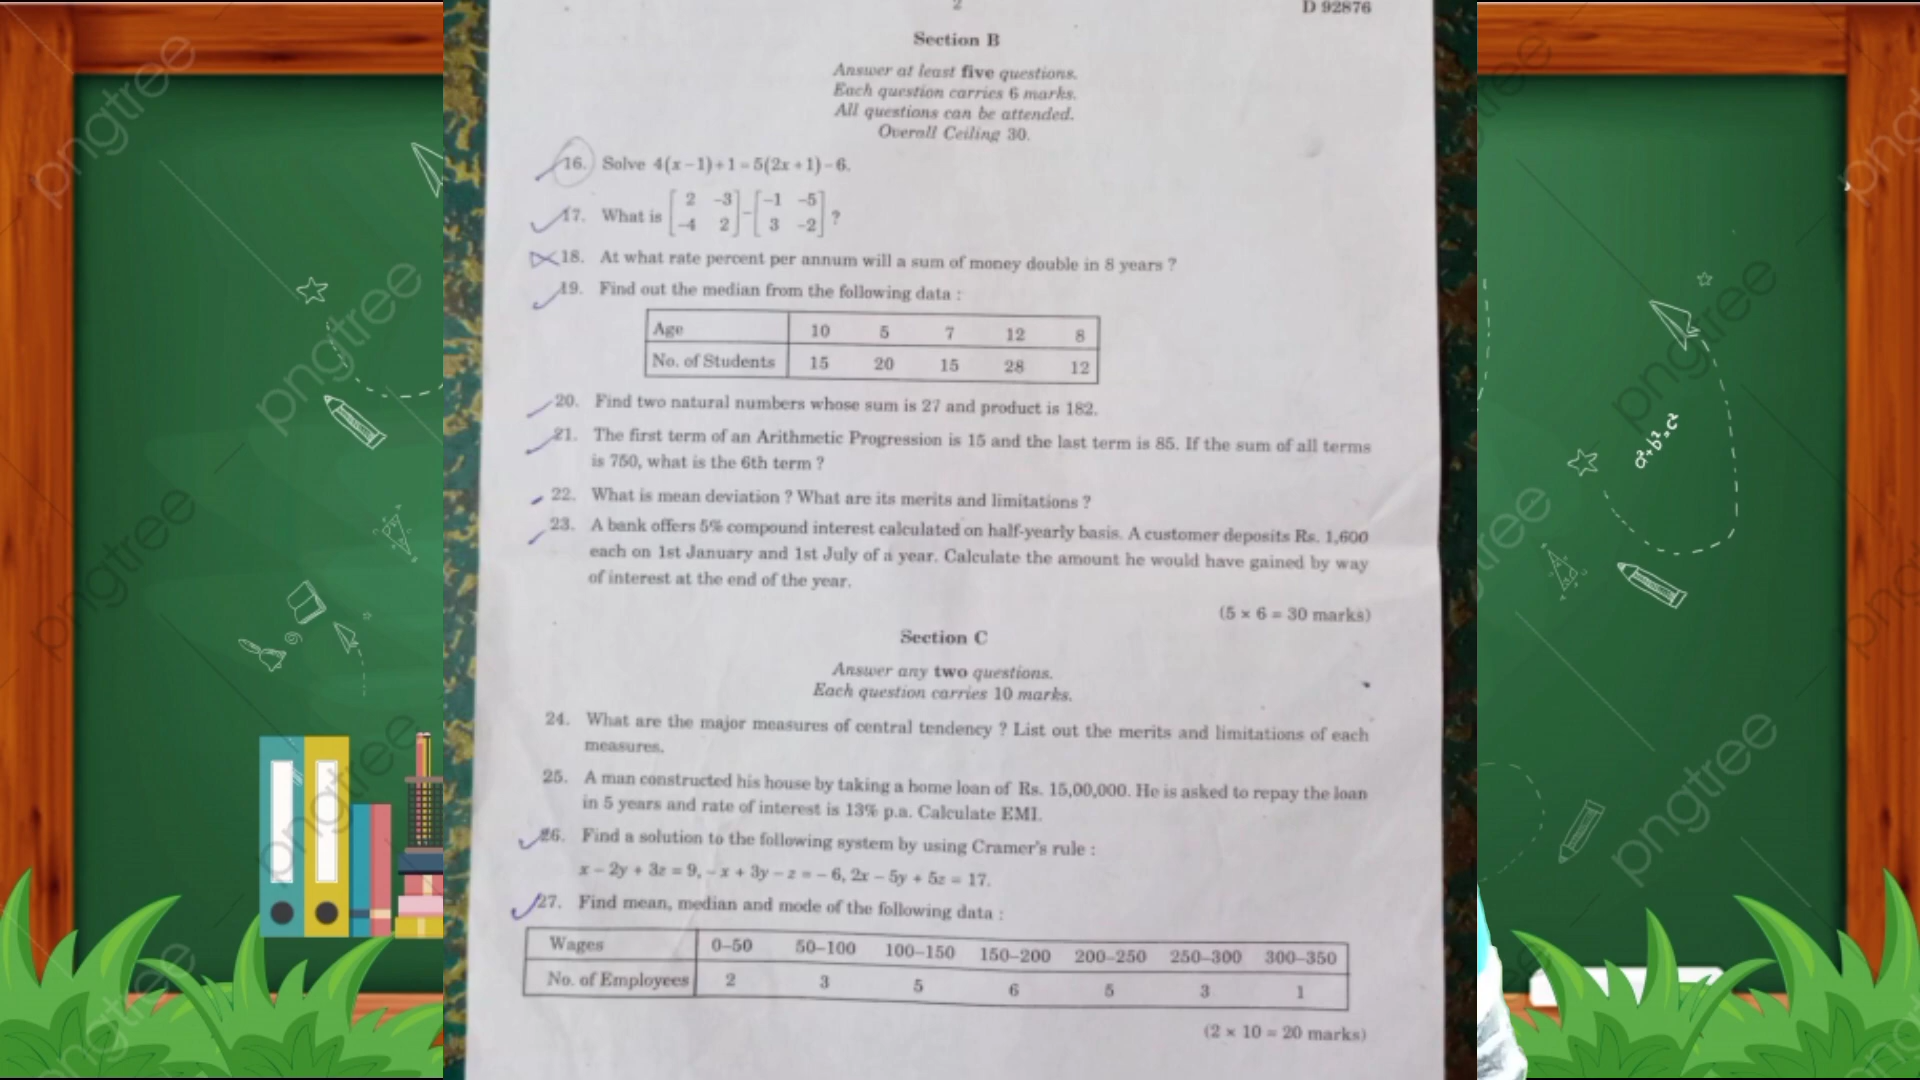 2
D 92876
Section B
Answer at least five questions.
Each question carries 6 marks.
All questions can be attended.
Overall Ceiling 30.
16. Solve 4(x – 1) + 1 = 5(2x + 1) – 6.
17. What is [ 2 –3 ; –4 2 ] – [ –1 –5 ; 3 –2 ] ?
18. At what rate percent per annum will a sum of money double in 8 years ?
19. Find out the median from the following data :
Age 10 5 7 12 8
No. of Students 15 20 15 28 12
20. Find two natural numbers whose sum is 27 and product is 182.
21. The first term of an Arithmetic Progression is 15 and the last term is 85. If the sum of all terms
is 750, what is the 6th term ?
22. What is mean deviation ? What are its merits and limitations ?
23. A bank offers 5% compound interest calculated on half-yearly basis. A customer deposits Rs. 1,600
each on 1st January and 1st July of a year. Calculate the amount he would have gained by way
of interest at the end of the year.
(5 × 6 = 30 marks)
Section C
Answer any two questions.
Each question carries 10 marks.
24. What are the major measures of central tendency ? List out the merits and limitations of each
measures.
25. A man constructed his house by taking a home loan of Rs. 15,00,000. He is asked to repay the loan
in 5 years and rate of interest is 13% p.a. Calculate EMI.
26. Find a solution to the following system by using Cramer's rule :
x – 2y + 3z = 9, – x + 3y – z = – 6, 2x – 5y + 5z = 17.
27. Find mean, median and mode of the following data :
Wages 0–50 50–100 100–150 150–200 200–250 250–300 300–350
No. of Employees 2 3 5 6 5 3 1
(2 × 10 = 20 marks)
a²+b²=c²
pngtree
pngtree
pngtree
pngtree
pngtree
pngtree
pngtree
pngtree
pngtree